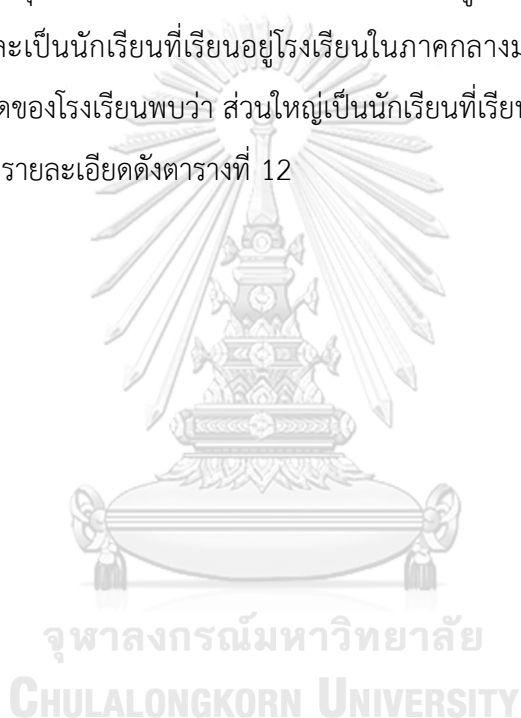 ละเป็นนักเรียนที่เรียนอยู่โรงเรียนในภาคกลางม
ดของโรงเรียนพบว่า ส่วนใหญ่เป็นนักเรียนที่เรียน
รายละเอียดดังตารางที่ 12
จุฬาลงกรณ์มหาวิทยาลัย
CHULALONGKORN UNIVERSITY